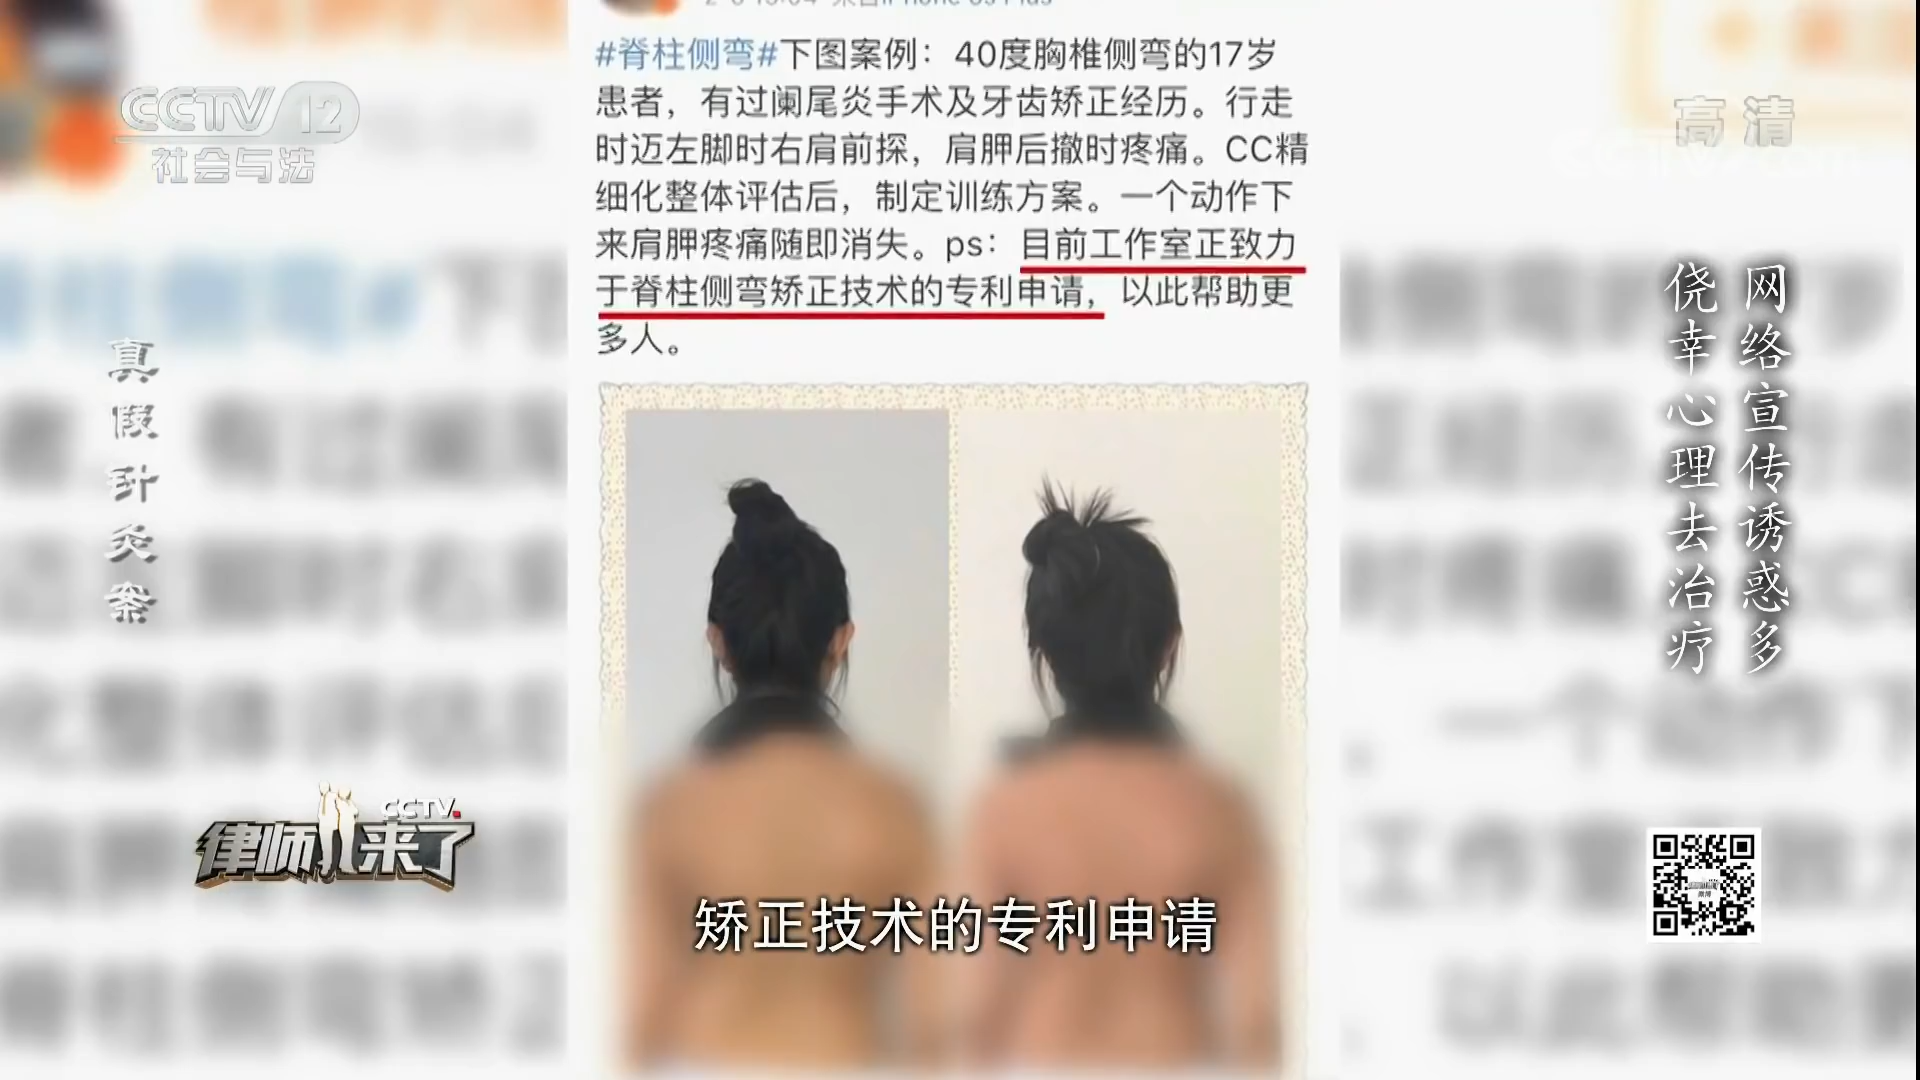 #脊柱侧弯#下图案例：40度胸椎侧弯的17岁
患者，有过阑尾炎手术及牙齿矫正经历。行走
时迈左脚时右肩前探，肩胛后撤时疼痛。CC精
细化整体评估后，制定训练方案。一个动作下
来肩胛疼痛随即消失。ps：目前工作室正致力
于脊柱侧弯矫正技术的专利申请，以此帮助更
多人。
CCTV 12
社会与法
高清
真假针灸案
网络宣传诱惑多
侥幸心理去治疗
CCTV
律师来了
矫正技术的专利申请